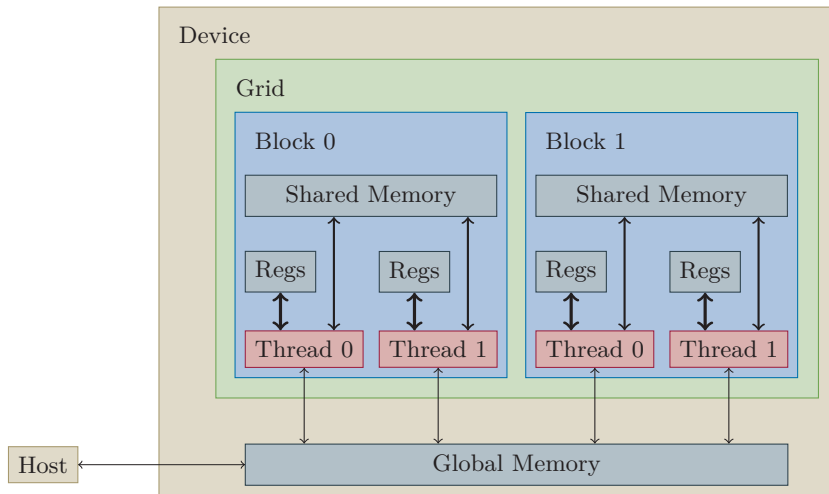 Device
Grid
Block 0
Block 1
Shared Memory
Shared Memory
Regs
Regs
Regs
Regs
Thread 0
Thread 1
Thread 0
Thread 1
Host
Global Memory